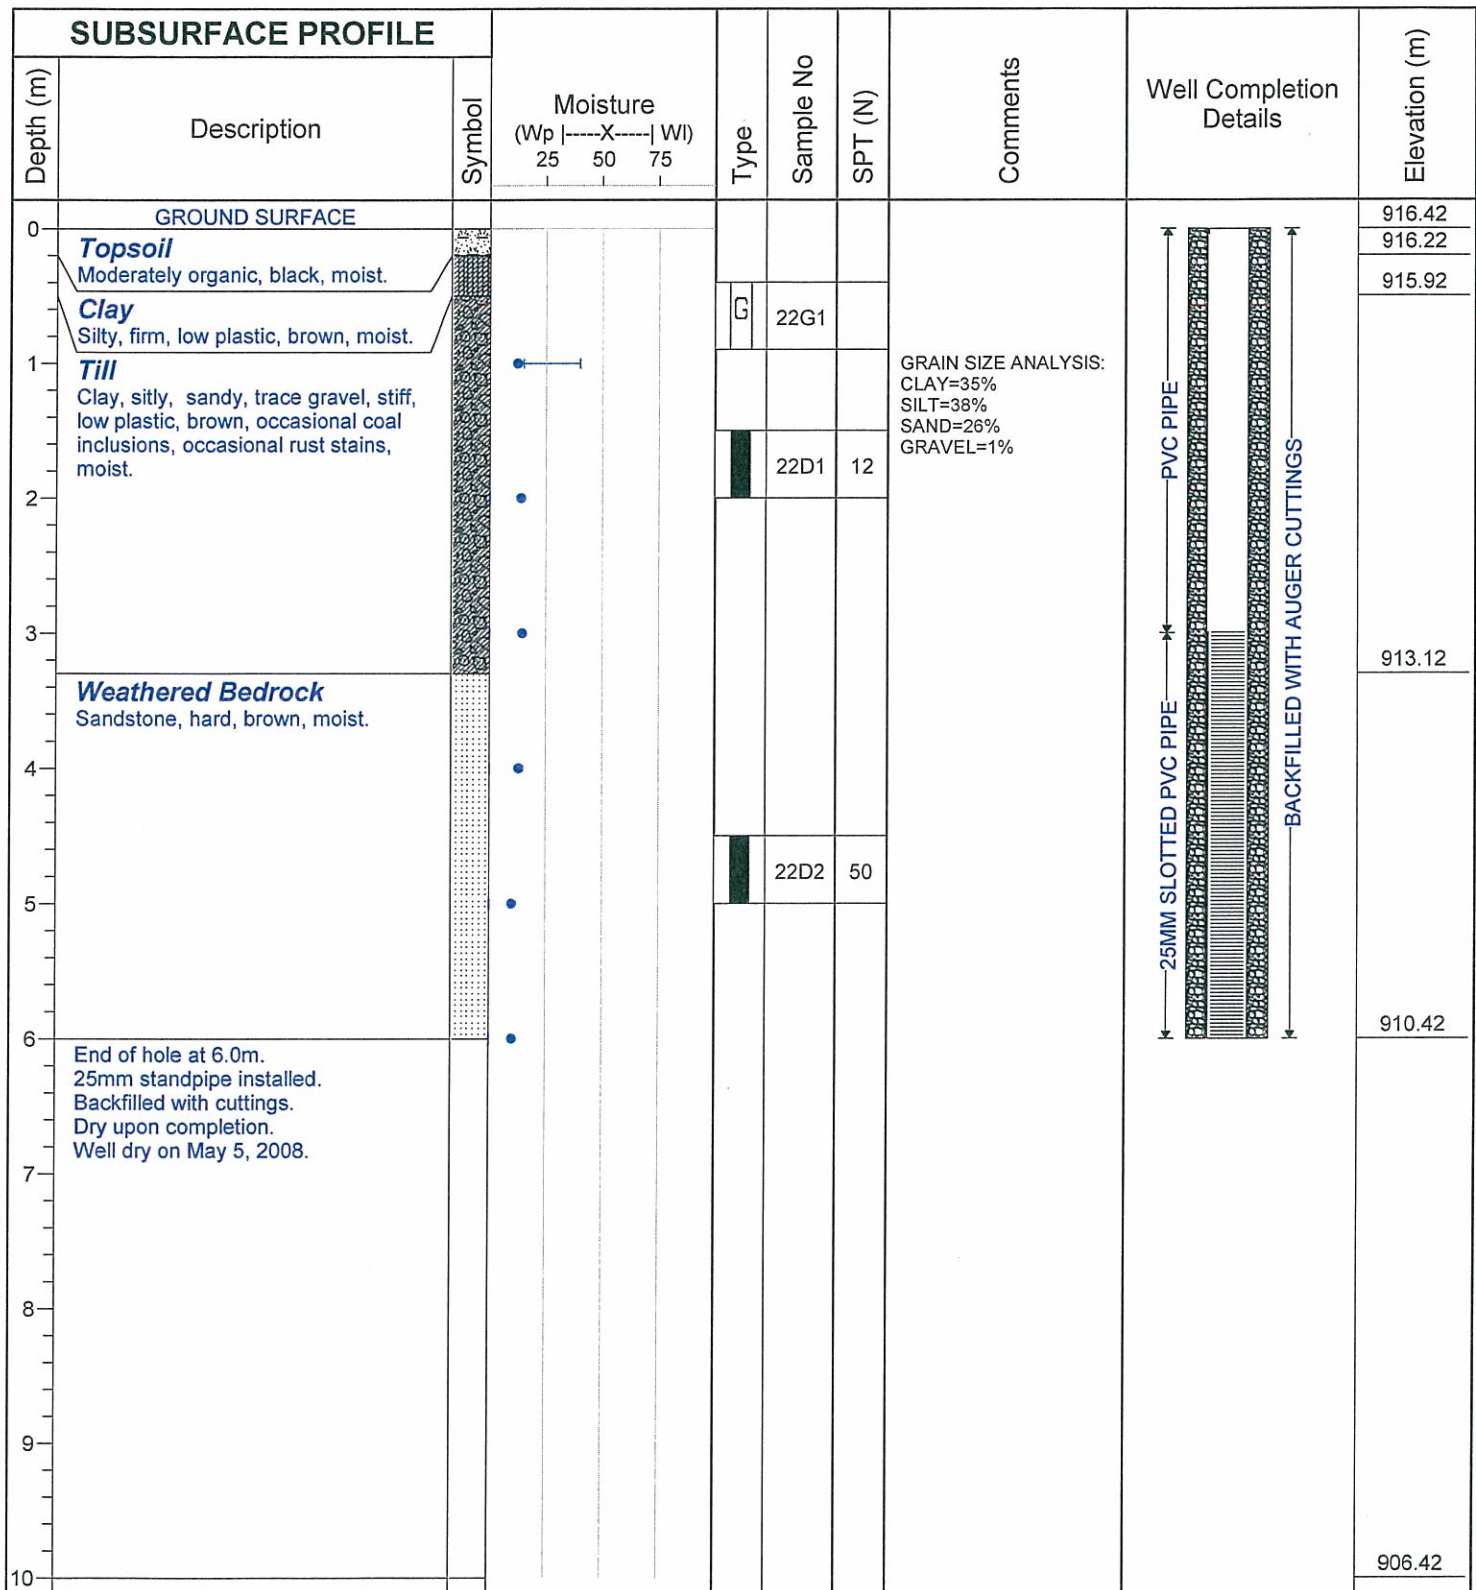 SUBSURFACE PROFILE
Depth (m)
Description
Symbol
Moisture
(Wp |-----X-----| Wl)
25 50 75
Type
Sample No
SPT (N)
Comments
Well Completion
Details
Elevation (m)
GROUND SURFACE
916.42
0
Topsoil
Moderately organic, black, moist.
916.22
Clay
Silty, firm, low plastic, brown, moist.
915.92
G
22G1
1
Till
Clay, sitly, sandy, trace gravel, stiff,
low plastic, brown, occasional coal
inclusions, occasional rust stains,
moist.
GRAIN SIZE ANALYSIS:
CLAY=35%
SILT=38%
SAND=26%
GRAVEL=1%
22D1 12
PVC PIPE
BACKFILLED WITH AUGER CUTTINGS
2
3
913.12
Weathered Bedrock
Sandstone, hard, brown, moist.
25MM SLOTTED PVC PIPE
4
22D2 50
5
6
910.42
End of hole at 6.0m.
25mm standpipe installed.
Backfilled with cuttings.
Dry upon completion.
Well dry on May 5, 2008.
7
8
9
10
906.42